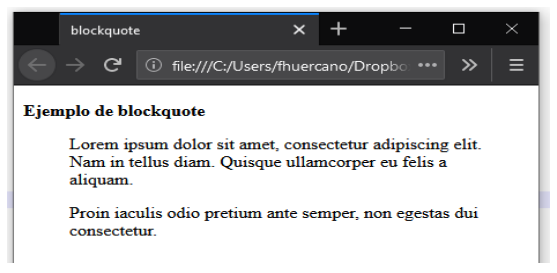 blockquote
file:///C:/Users/fhuercano/Dropbo
Ejemplo de blockquote
Lorem ipsum dolor sit amet, consectetur adipiscing elit.
Nam in tellus diam. Quisque ullamcorper eu felis a
aliquam.
Proin iaculis odio pretium ante semper, non egestas dui
consectetur.